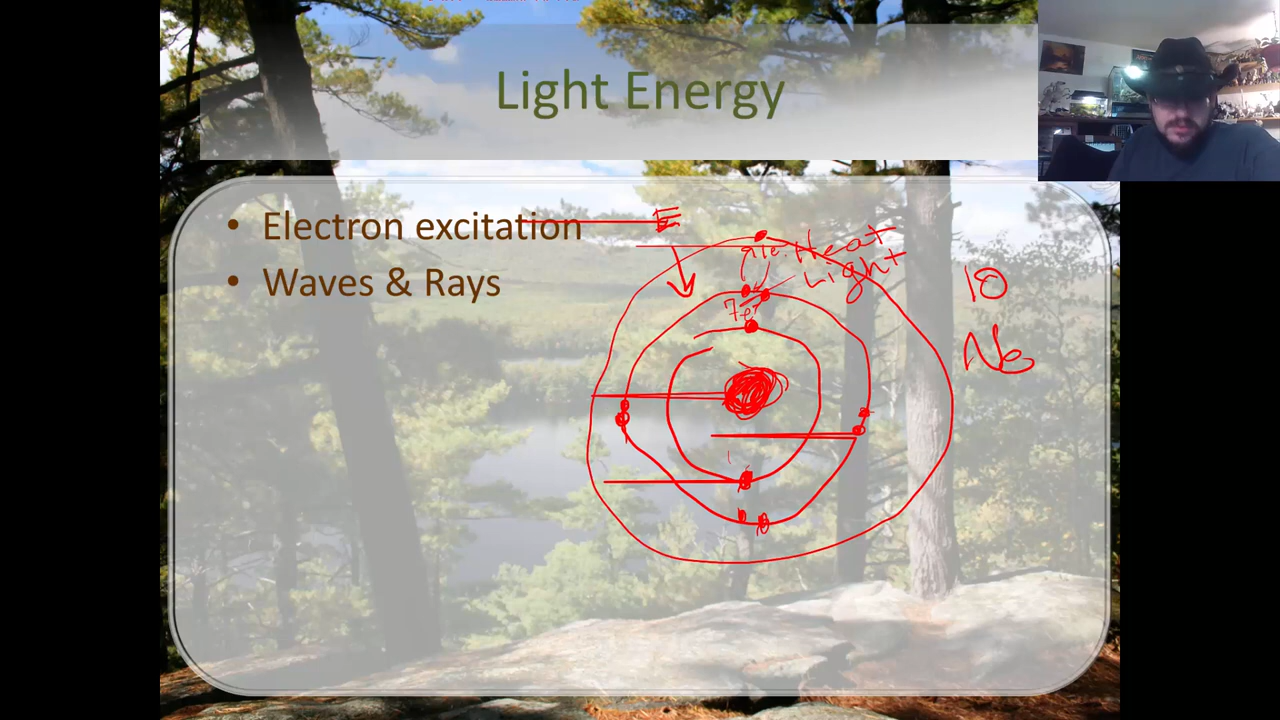 Light Energy
• Electron excitation
• Waves & Rays
E
Heat
Light
10
Ne